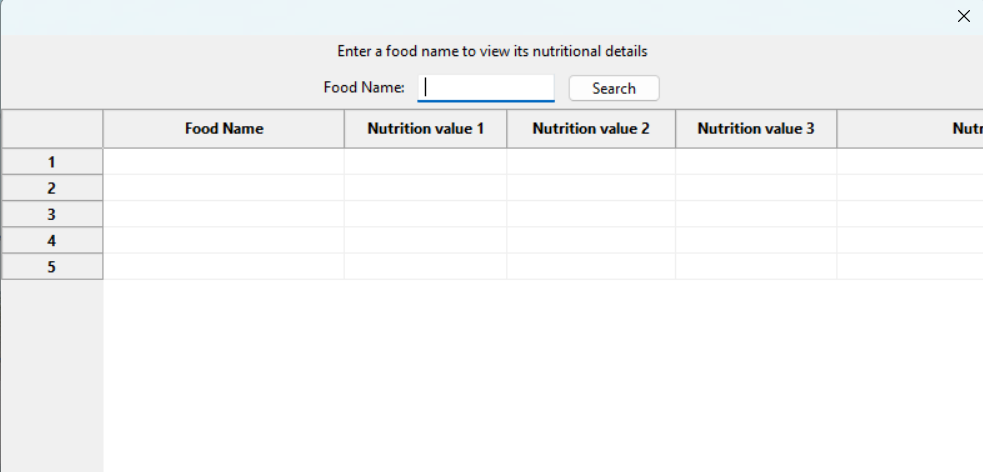 Enter a food name to view its nutritional details
Food Name: Search
Food Name Nutrition value 1 Nutrition value 2 Nutrition value 3
1
2
3
4
5